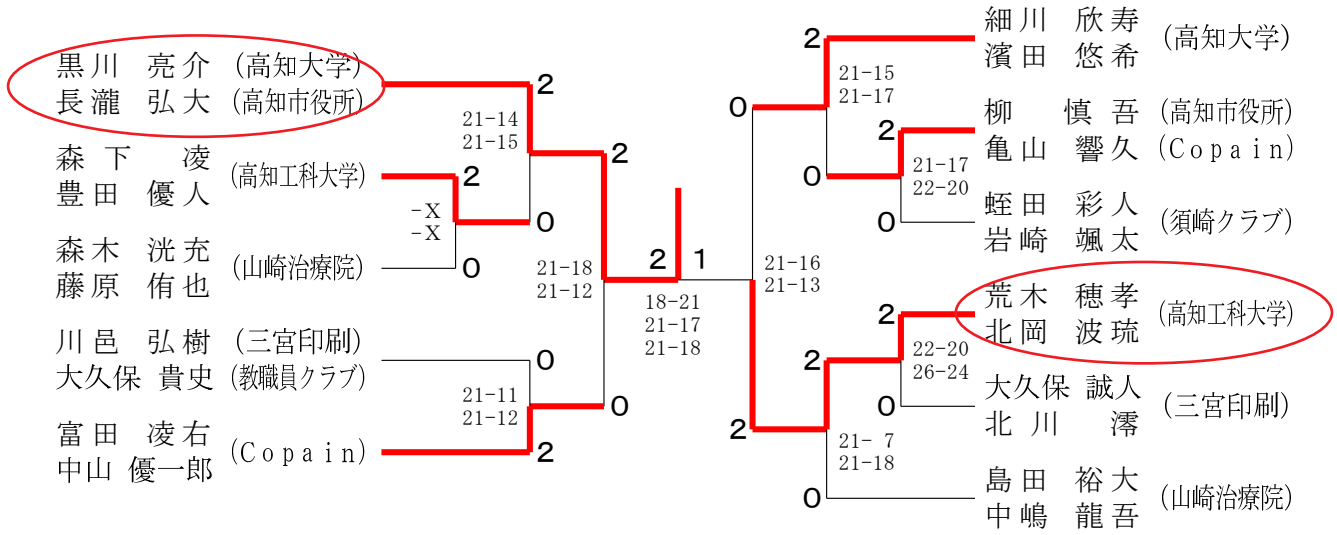 黒川 亮介 (高知大学)
長瀧 弘大 (高知市役所)
森下 凌
豊田 優人
(高知工科大学)
森木 洸充
藤原 侑也
(山崎治療院)
川邑 弘樹 (三宮印刷)
大久保 貴史 (教職員クラブ)
富田 凌右
中山 優一郎
(Copain)
2
21-14
21-15
2
-X
-X
0
0
2
21-18
21-12
0
21-11
21-12
2
0
2 1
18-21
21-17
21-18
0
21-16
21-13
2
2
21-15
21-17
0
2
21-17
22-20
0
2
22-20
26-24
0
2
21- 7
21-18
0
細川 欣寿
濱田 悠希
(高知大学)
柳 慎吾 (高知市役所)
亀山 響久 (Copain)
蛭田 彩人
岩崎 颯太
(須崎クラブ)
荒木 穂孝
北岡 波琉
(高知工科大学)
大久保 誠人
北川 澪
(三宮印刷)
島田 裕大
中嶋 龍吾
(山崎治療院)